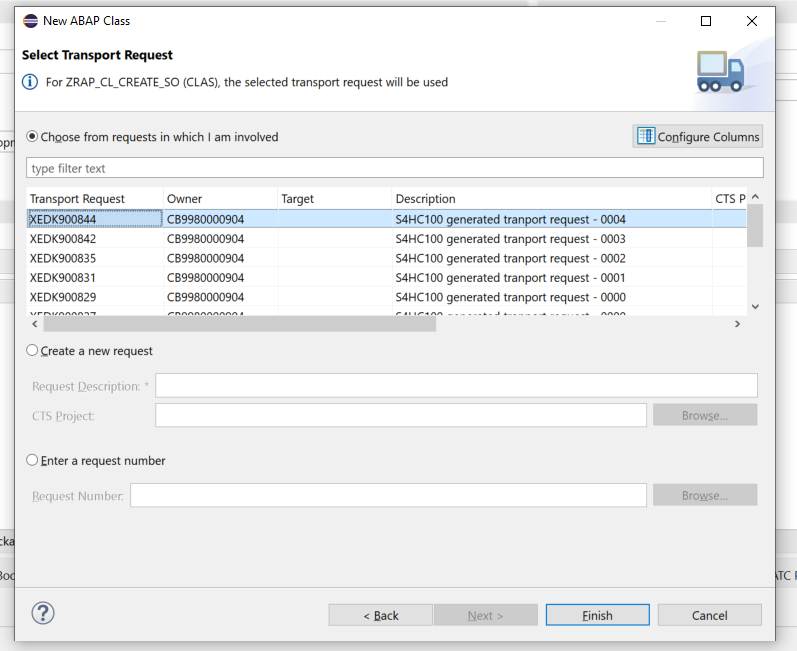 New ABAP Class
Select Transport Request
For ZRAP_CL_CREATE_SO (CLAS), the selected transport request will be used
Choose from requests in which I am involved
Configure Columns
type filter text
Transport Request Owner Target Description CTS P
XEDK900844 CB9980000904 S4HC100 generated tranport request - 0004
XEDK900842 CB9980000904 S4HC100 generated tranport request - 0003
XEDK900835 CB9980000904 S4HC100 generated tranport request - 0002
XEDK900831 CB9980000904 S4HC100 generated tranport request - 0001
XEDK900829 CB9980000904 S4HC100 generated tranport request - 0000
Create a new request
Request Description: *
CTS Project:
Browse...
Enter a request number
Request Number:
Browse...
?
< Back
Next >
Finish
Cancel